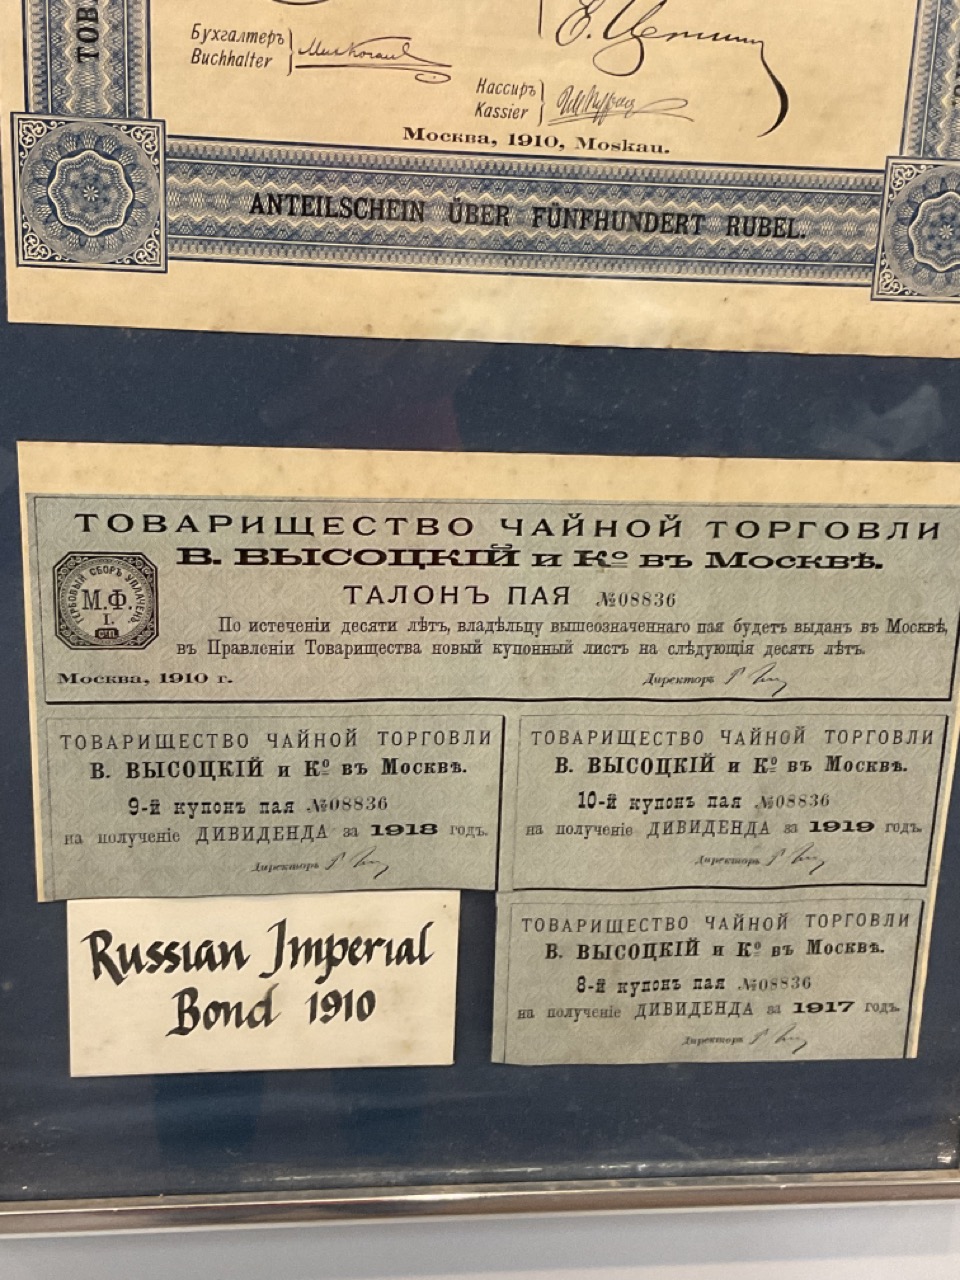 ТОВ
Бухгалтеръ
Buchhalter
Кассиръ
Kassier
Москва, 1910, Moskau.
ANTEILSCHEIN ÜBER FÜNFHUNDERT RUBEL.
ТОВАРИЩЕСТВО ЧАЙНОЙ ТОРГОВЛИ
В. ВЫСОЦКІЙ и Кº въ Москвѣ.
ГЕРБОВЫЙ СБОРЪ УПЛАЧЕНЪ.
М.Ф.
I.
СТП.
ТАЛОНЪ ПАЯ №08836
По истеченіи десяти лѣтъ, владѣльцу вышеозначеннаго пая будетъ выданъ въ Москвѣ,
въ Правленіи Товарищества новый купонный листъ на слѣдующія десять лѣтъ.
Москва, 1910 г. Директоръ
ТОВАРИЩЕСТВО ЧАЙНОЙ ТОРГОВЛИ
В. ВЫСОЦКІЙ и Кº въ Москвѣ.
9-й купонъ пая №08836
на полученіе ДИВИДЕНДА за 1918 годъ.
Директоръ
ТОВАРИЩЕСТВО ЧАЙНОЙ ТОРГОВЛИ
В. ВЫСОЦКІЙ и Кº въ Москвѣ.
10-й купонъ пая №08836
на полученіе ДИВИДЕНДА за 1919 годъ.
Директоръ
Russian Imperial
Bond 1910
ТОВАРИЩЕСТВО ЧАЙНОЙ ТОРГОВЛИ
В. ВЫСОЦКІЙ и Кº въ Москвѣ.
8-й купонъ пая №08836
на полученіе ДИВИДЕНДА за 1917 годъ.
Директоръ